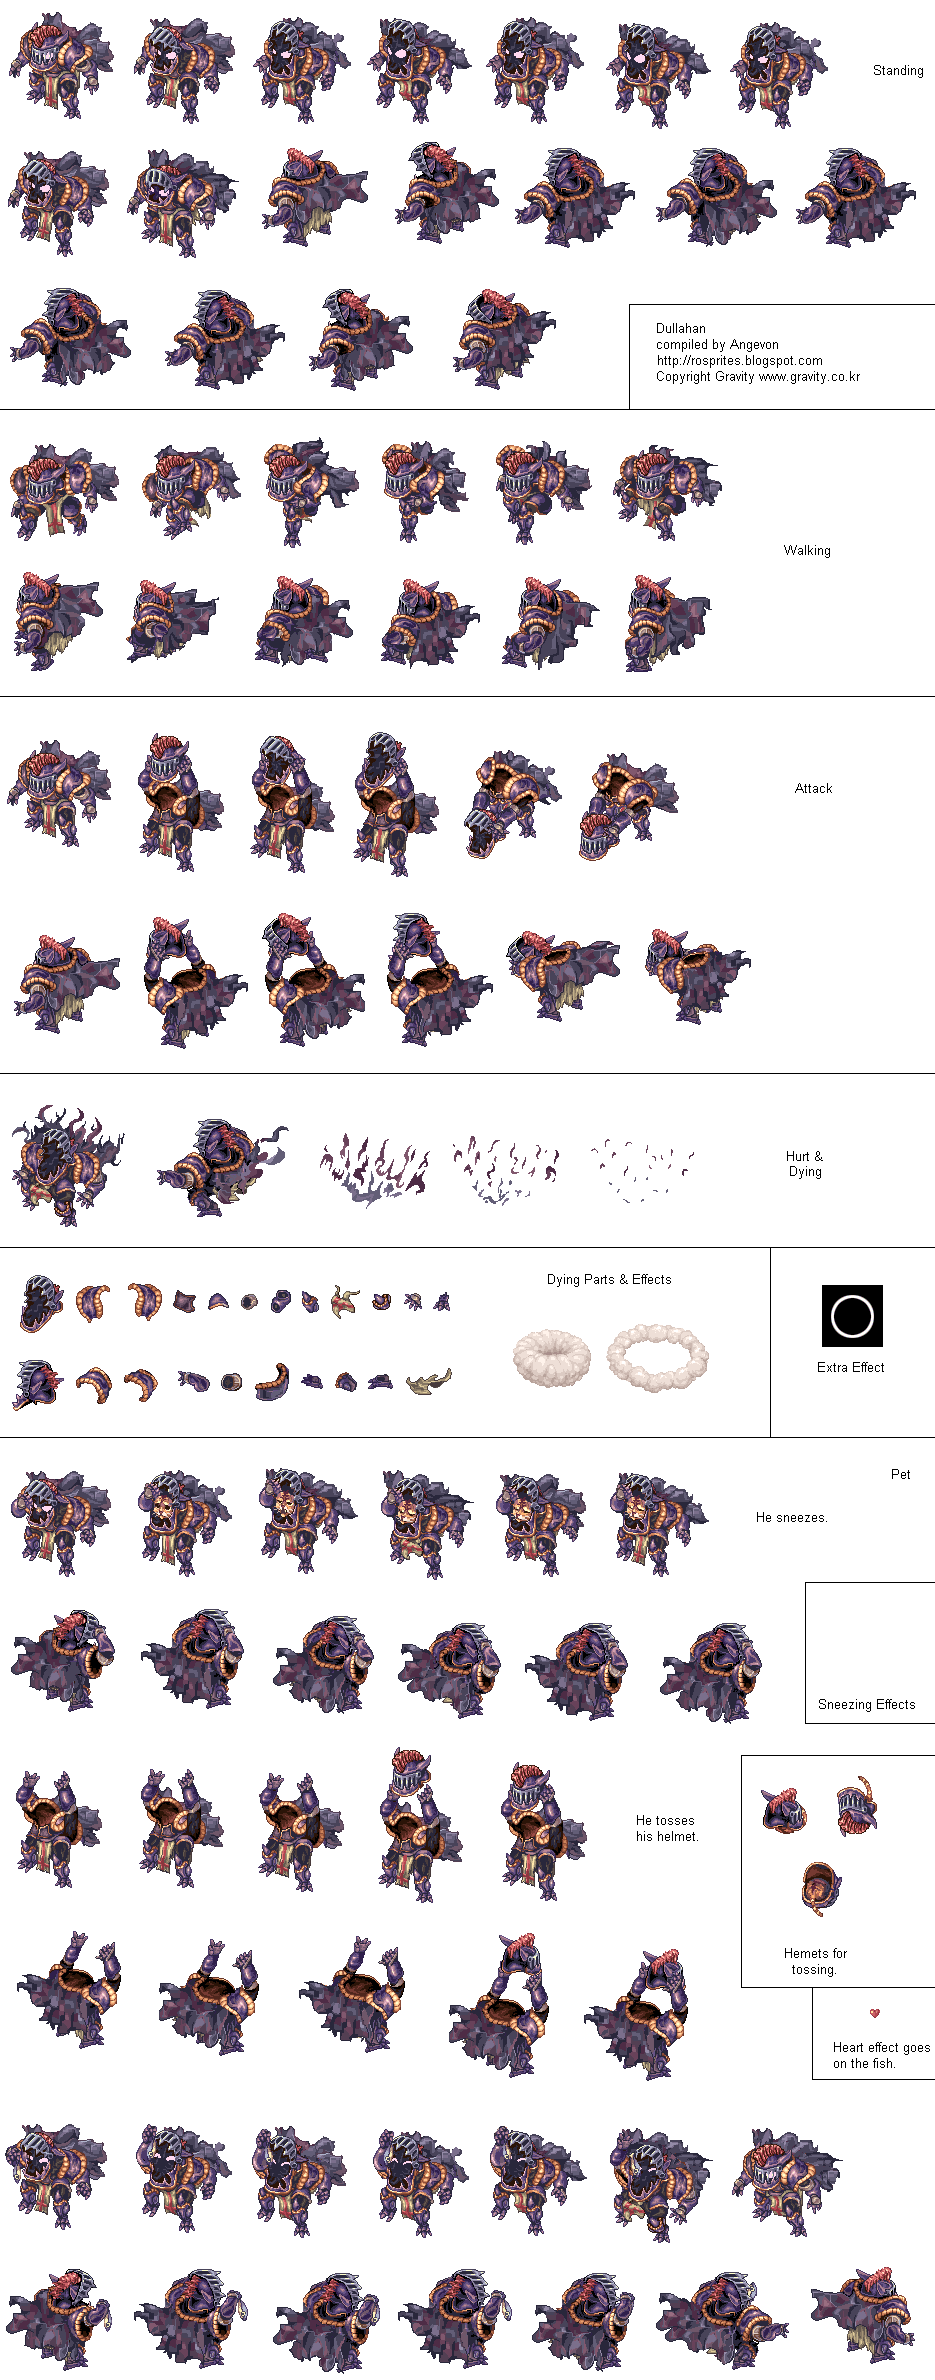 Standing
Dullahan
compiled by Angevon
http://rosprites.blogspot.com
Copyright Gravity www.gravity.co.kr
Walking
Attack
Hurt &
Dying
Dying Parts & Effects
Extra Effect
Pet
He sneezes.
Sneezing Effects
He tosses
his helmet.
Hemets for
tossing.
Heart effect goes
on the fish.